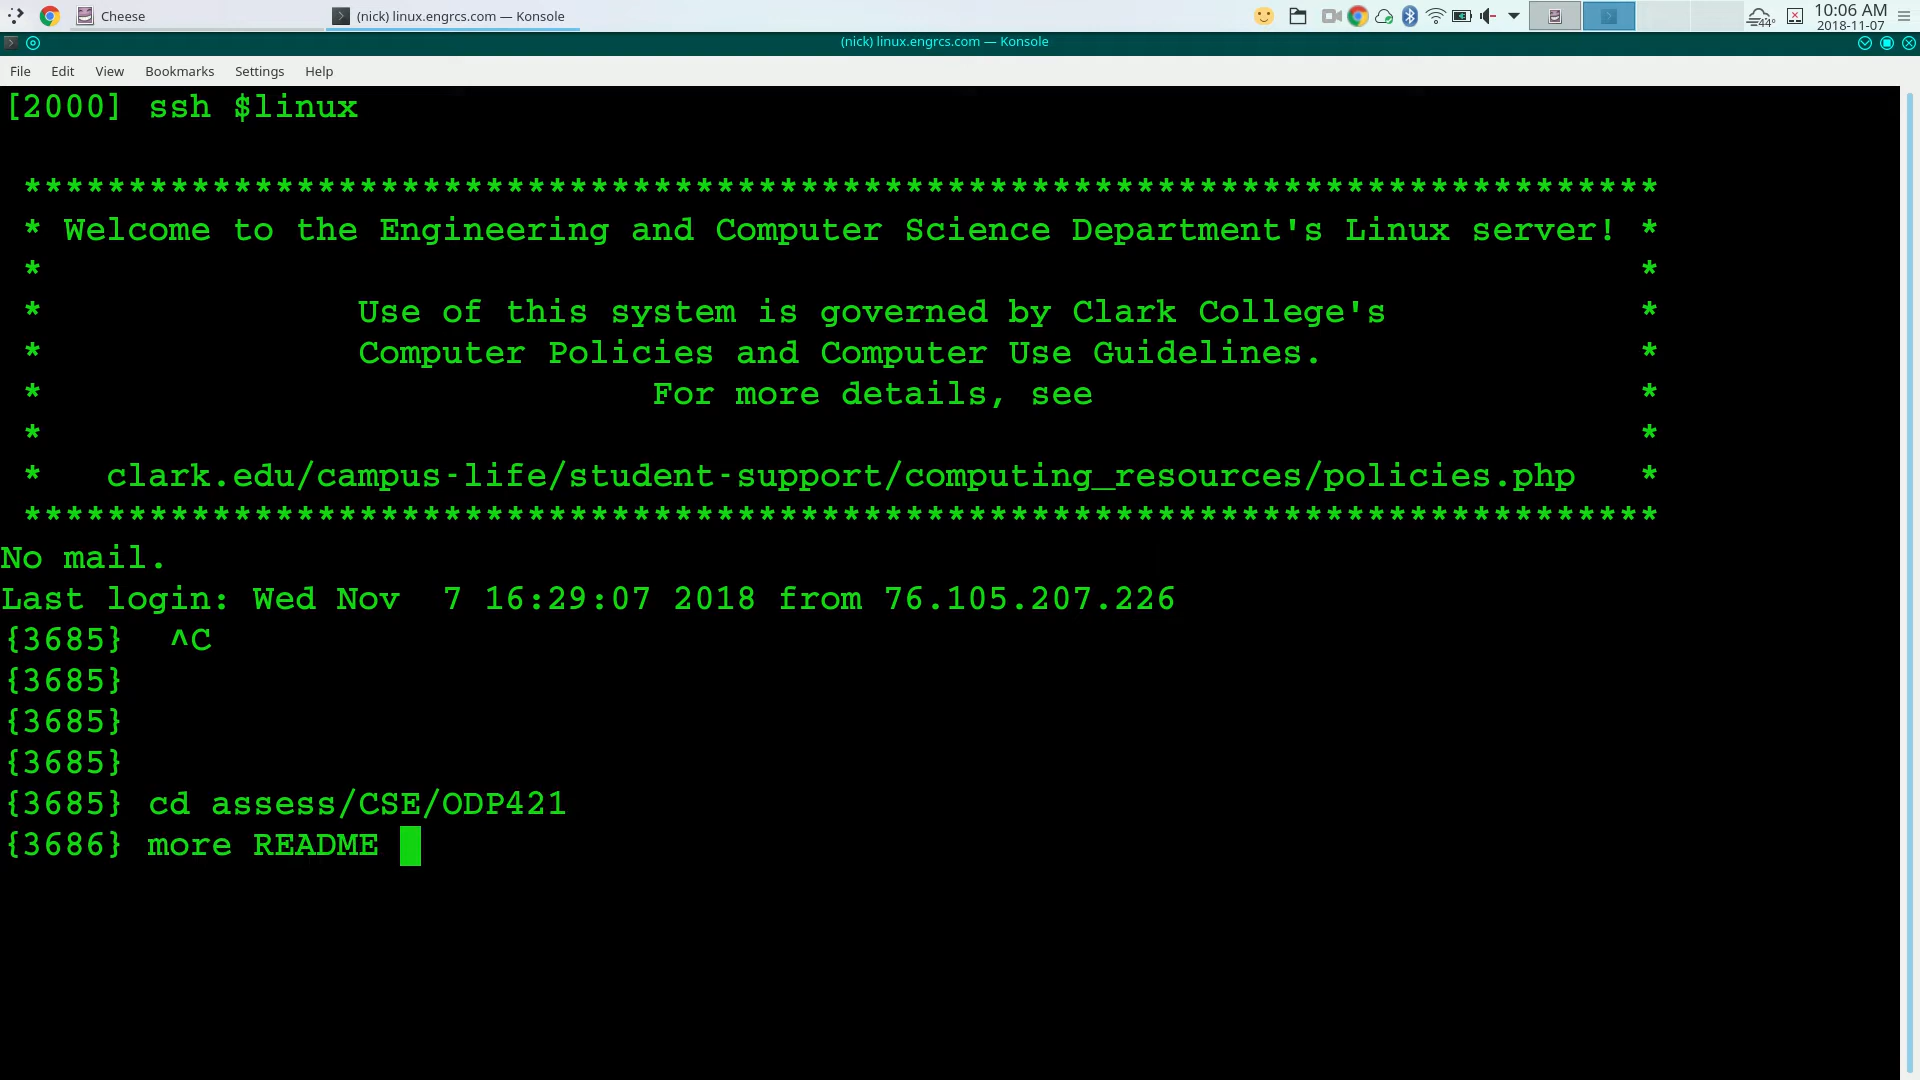 Cheese
(nick) linux.engrcs.com — Konsole
44°
10:06 AM
2018-11-07
(nick) linux.engrcs.com — Konsole
File Edit View Bookmarks Settings Help
[2000] ssh $linux
******************************************************************************
* Welcome to the Engineering and Computer Science Department's Linux server! *
* *
* Use of this system is governed by Clark College's *
* Computer Policies and Computer Use Guidelines. *
* For more details, see *
* *
* clark.edu/campus-life/student-support/computing_resources/policies.php *
******************************************************************************
No mail.
Last login: Wed Nov  7 16:29:07 2018 from 76.105.207.226
{3685}  ^C
{3685}
{3685}
{3685}
{3685} cd assess/CSE/ODP421
{3686} more README